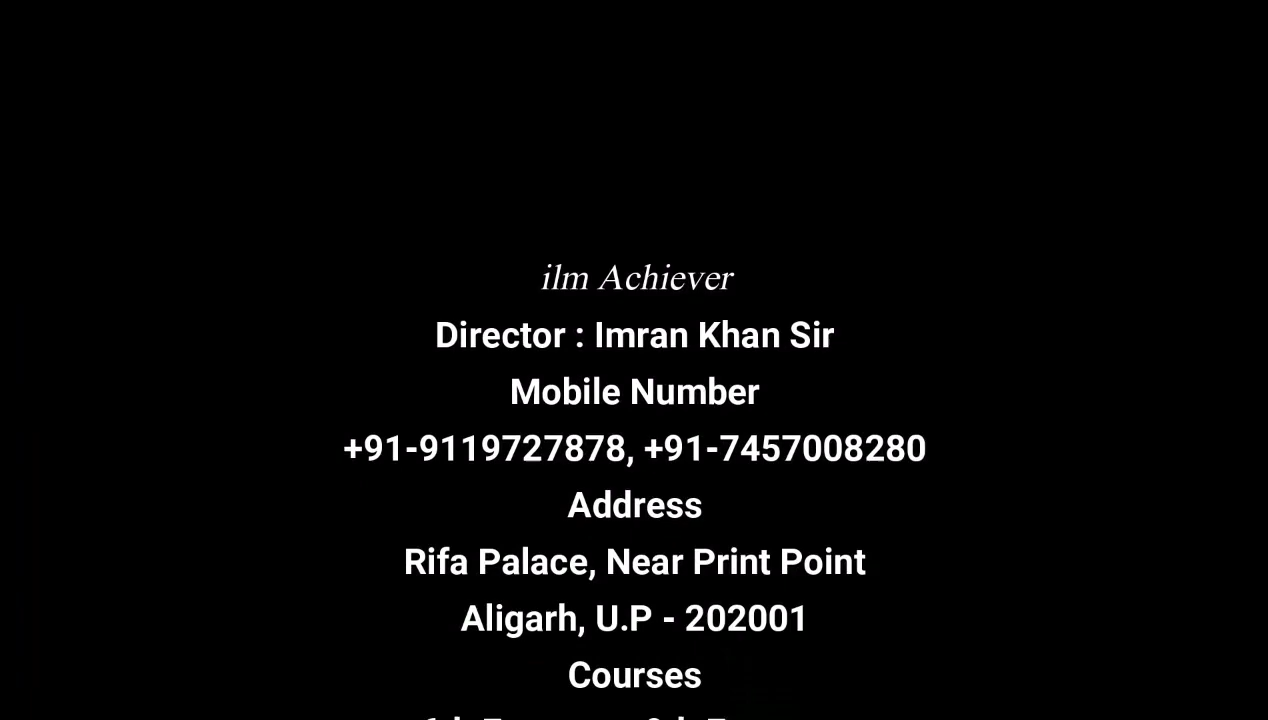 ilm Achiever
Director : Imran Khan Sir
Mobile Number
+91-9119727878, +91-7457008280
Address
Rifa Palace, Near Print Point
Aligarh, U.P - 202001
Courses